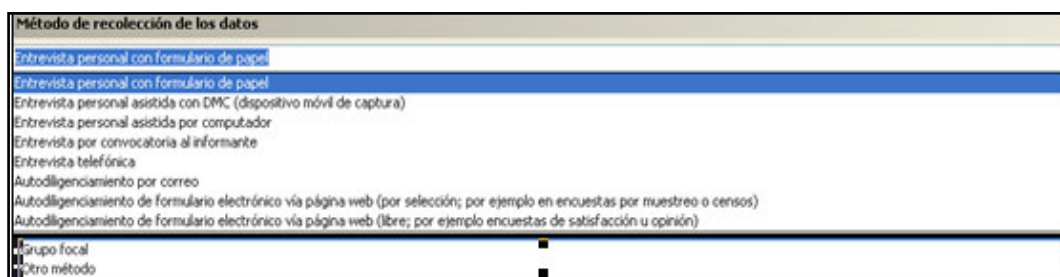 Método de recolección de los datos
Entrevista personal con formulario de papel
Entrevista personal con formulario de papel
Entrevista personal asistida con DMC (dispositivo móvil de captura)
Entrevista personal asistida por computador
Entrevista por convocatoria al informante
Entrevista telefónica
Autodiligenciamiento por correo
Autodiligenciamiento de formulario electrónico vía página web (por selección; por ejemplo en encuestas por muestreo o censos)
Autodiligenciamiento de formulario electrónico vía página web (libre; por ejemplo encuestas de satisfacción u opinión)
Grupo focal
Otro método